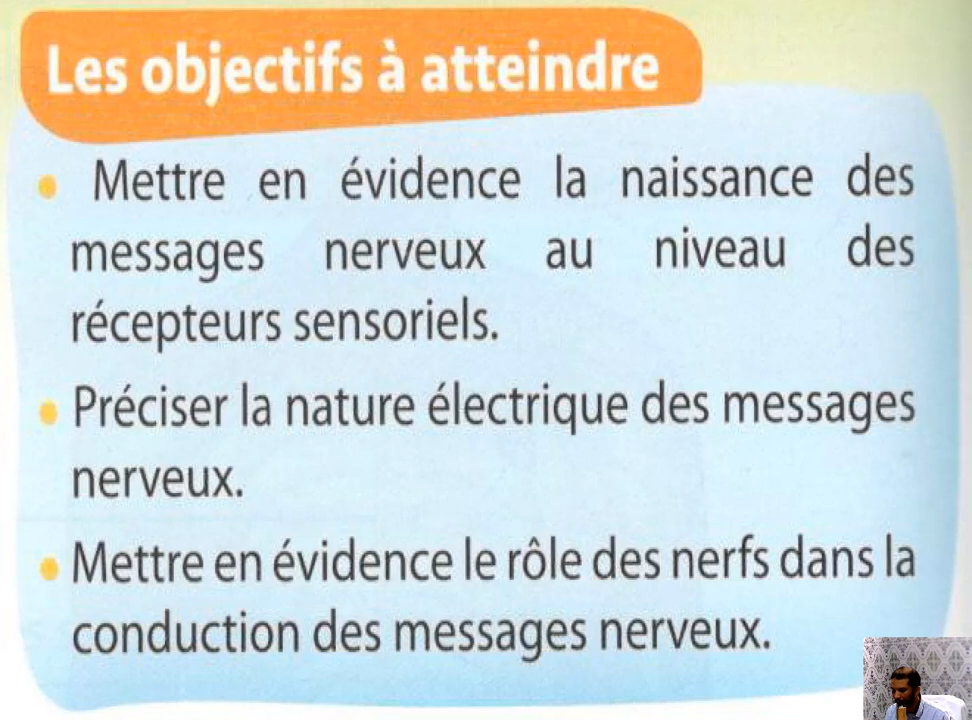 Les objectifs à atteindre
• Mettre en évidence la naissance des
messages nerveux au niveau des
récepteurs sensoriels.
• Préciser la nature électrique des messages
nerveux.
• Mettre en évidence le rôle des nerfs dans la
conduction des messages nerveux.